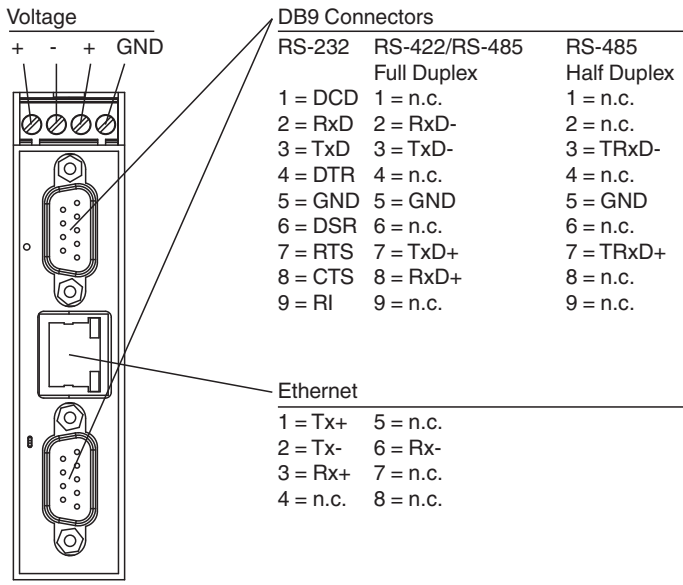 Voltage
+ - + GND
DB9 Connectors
RS-232 RS-422/RS-485 RS-485
Full Duplex Half Duplex
1 = DCD 1 = n.c. 1 = n.c.
2 = RxD 2 = RxD- 2 = n.c.
3 = TxD 3 = TxD- 3 = TRxD-
4 = DTR 4 = n.c. 4 = n.c.
5 = GND 5 = GND 5 = GND
6 = DSR 6 = n.c. 6 = n.c.
7 = RTS 7 = TxD+ 7 = TRxD+
8 = CTS 8 = RxD+ 8 = n.c.
9 = RI 9 = n.c. 9 = n.c.
Ethernet
1 = Tx+ 5 = n.c.
2 = Tx- 6 = Rx-
3 = Rx+ 7 = n.c.
4 = n.c. 8 = n.c.